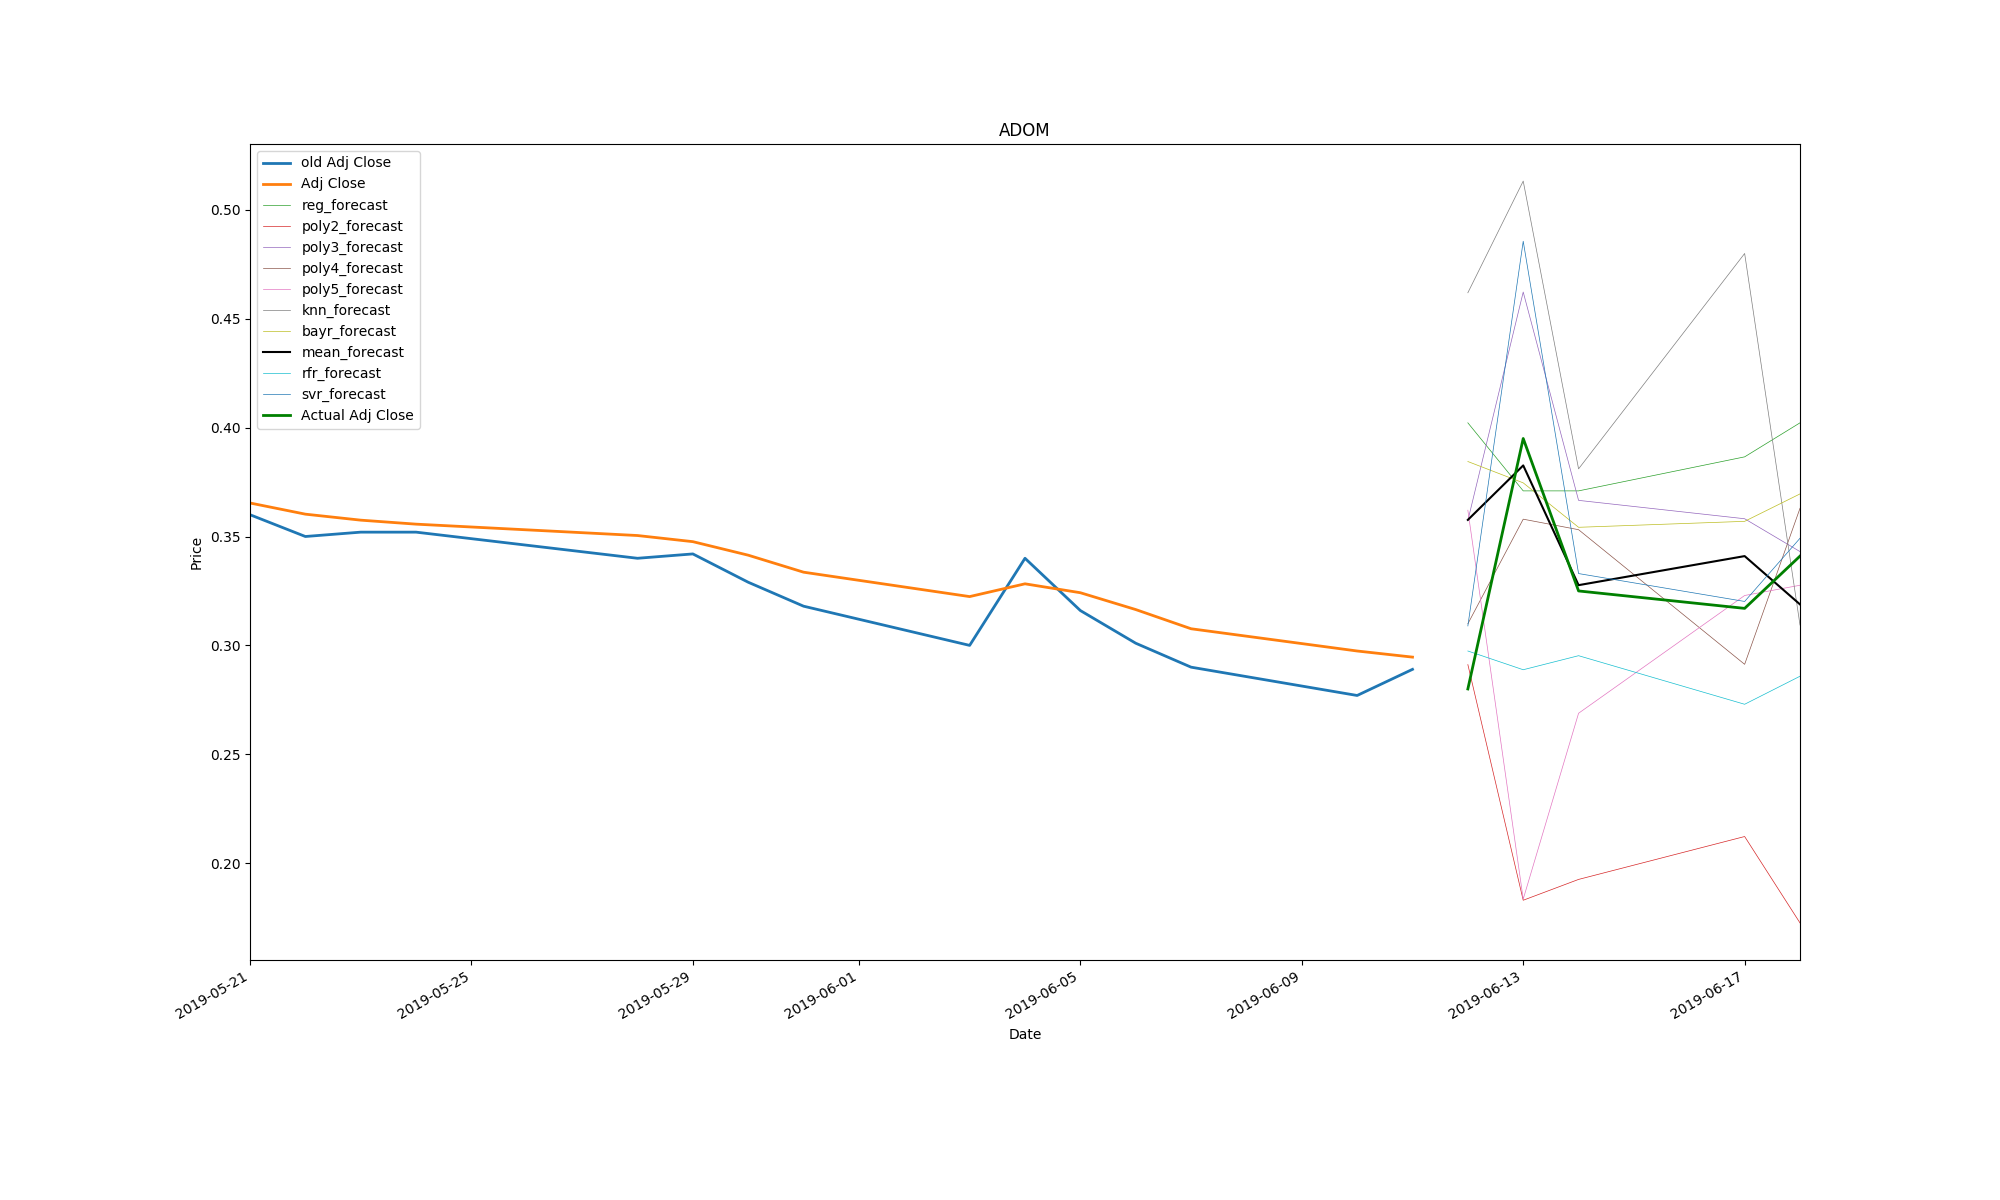 ADOM
old Adj Close
Adj Close
reg_forecast
poly2_forecast
poly3_forecast
poly4_forecast
poly5_forecast
knn_forecast
bayr_forecast
mean_forecast
rfr_forecast
svr_forecast
Actual Adj Close
0.50
0.45
0.40
0.35
0.30
0.25
0.20
Price
2019-05-21
2019-05-25
2019-05-29
2019-06-01
2019-06-05
2019-06-09
2019-06-13
2019-06-17
Date